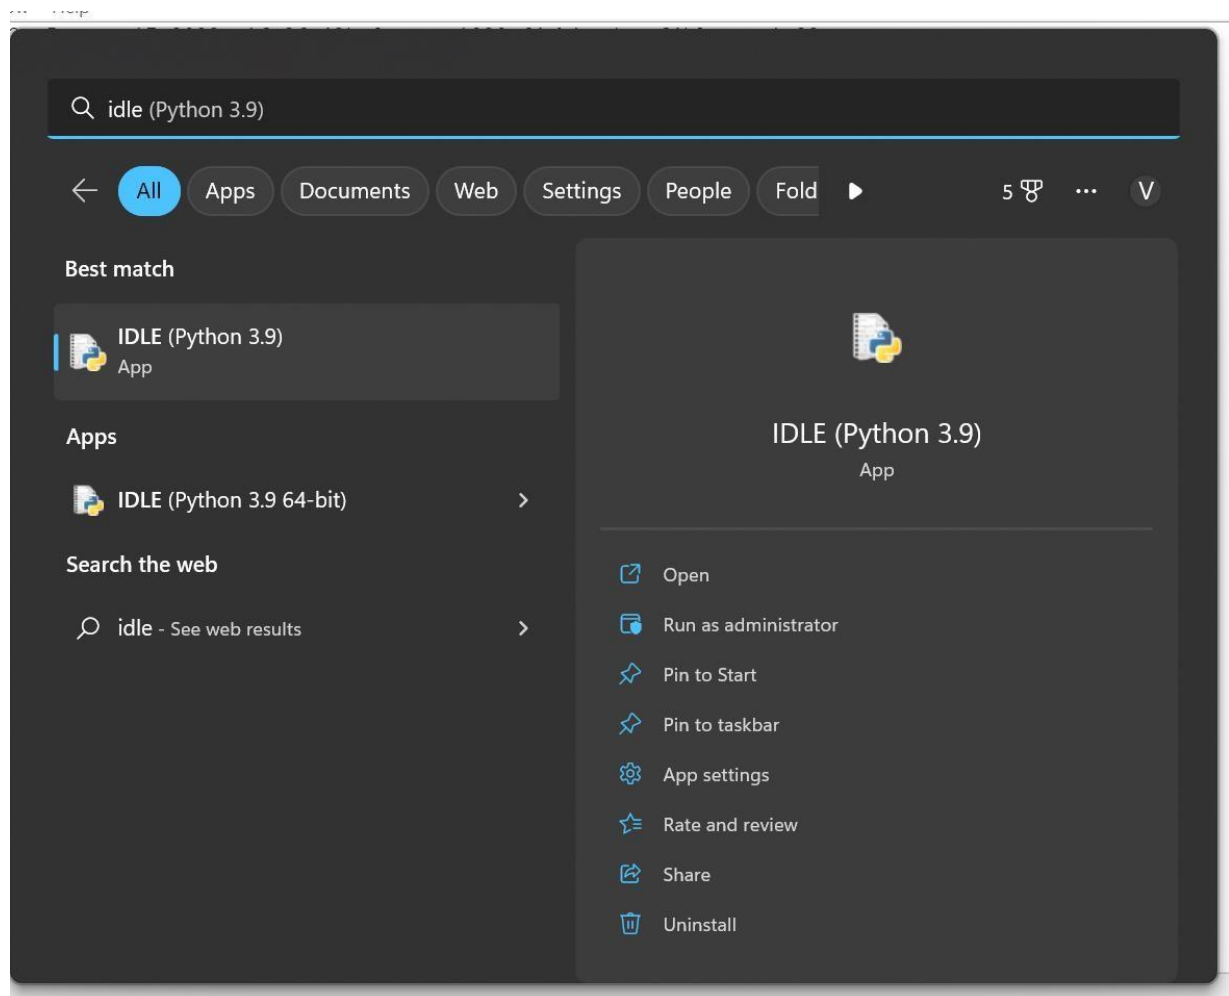 Help
idle (Python 3.9)
All Apps Documents Web Settings People Fold 5 ... V
Best match
IDLE (Python 3.9)
App
Apps
IDLE (Python 3.9 64-bit)
Search the web
idle - See web results
IDLE (Python 3.9)
App
Open
Run as administrator
Pin to Start
Pin to taskbar
App settings
Rate and review
Share
Uninstall